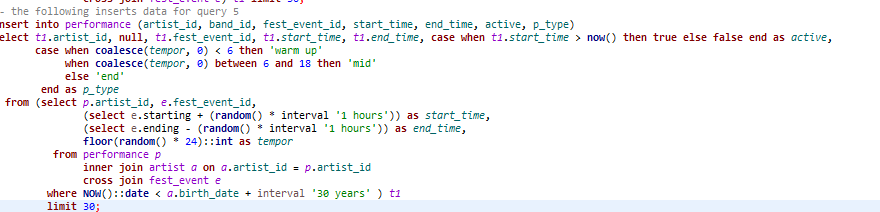 cross join fest_event e) t1 limit 30;
- the following inserts data for query 5
nsert into performance (artist_id, band_id, fest_event_id, start_time, end_time, active, p_type)
elect t1.artist_id, null, t1.fest_event_id, t1.start_time, t1.end_time, case when t1.start_time > now() then true else false end as active,
case when coalesce(tempor, 0) < 6 then 'warm up'
when coalesce(tempor, 0) between 6 and 18 then 'mid'
else 'end'
end as p_type
from (select p.artist_id, e.fest_event_id,
(select e.starting + (random() * interval '1 hours')) as start_time,
(select e.ending - (random() * interval '1 hours')) as end_time,
floor(random() * 24)::int as tempor
from performance p
inner join artist a on a.artist_id = p.artist_id
cross join fest_event e
where NOW()::date < a.birth_date + interval '30 years' ) t1
limit 30;